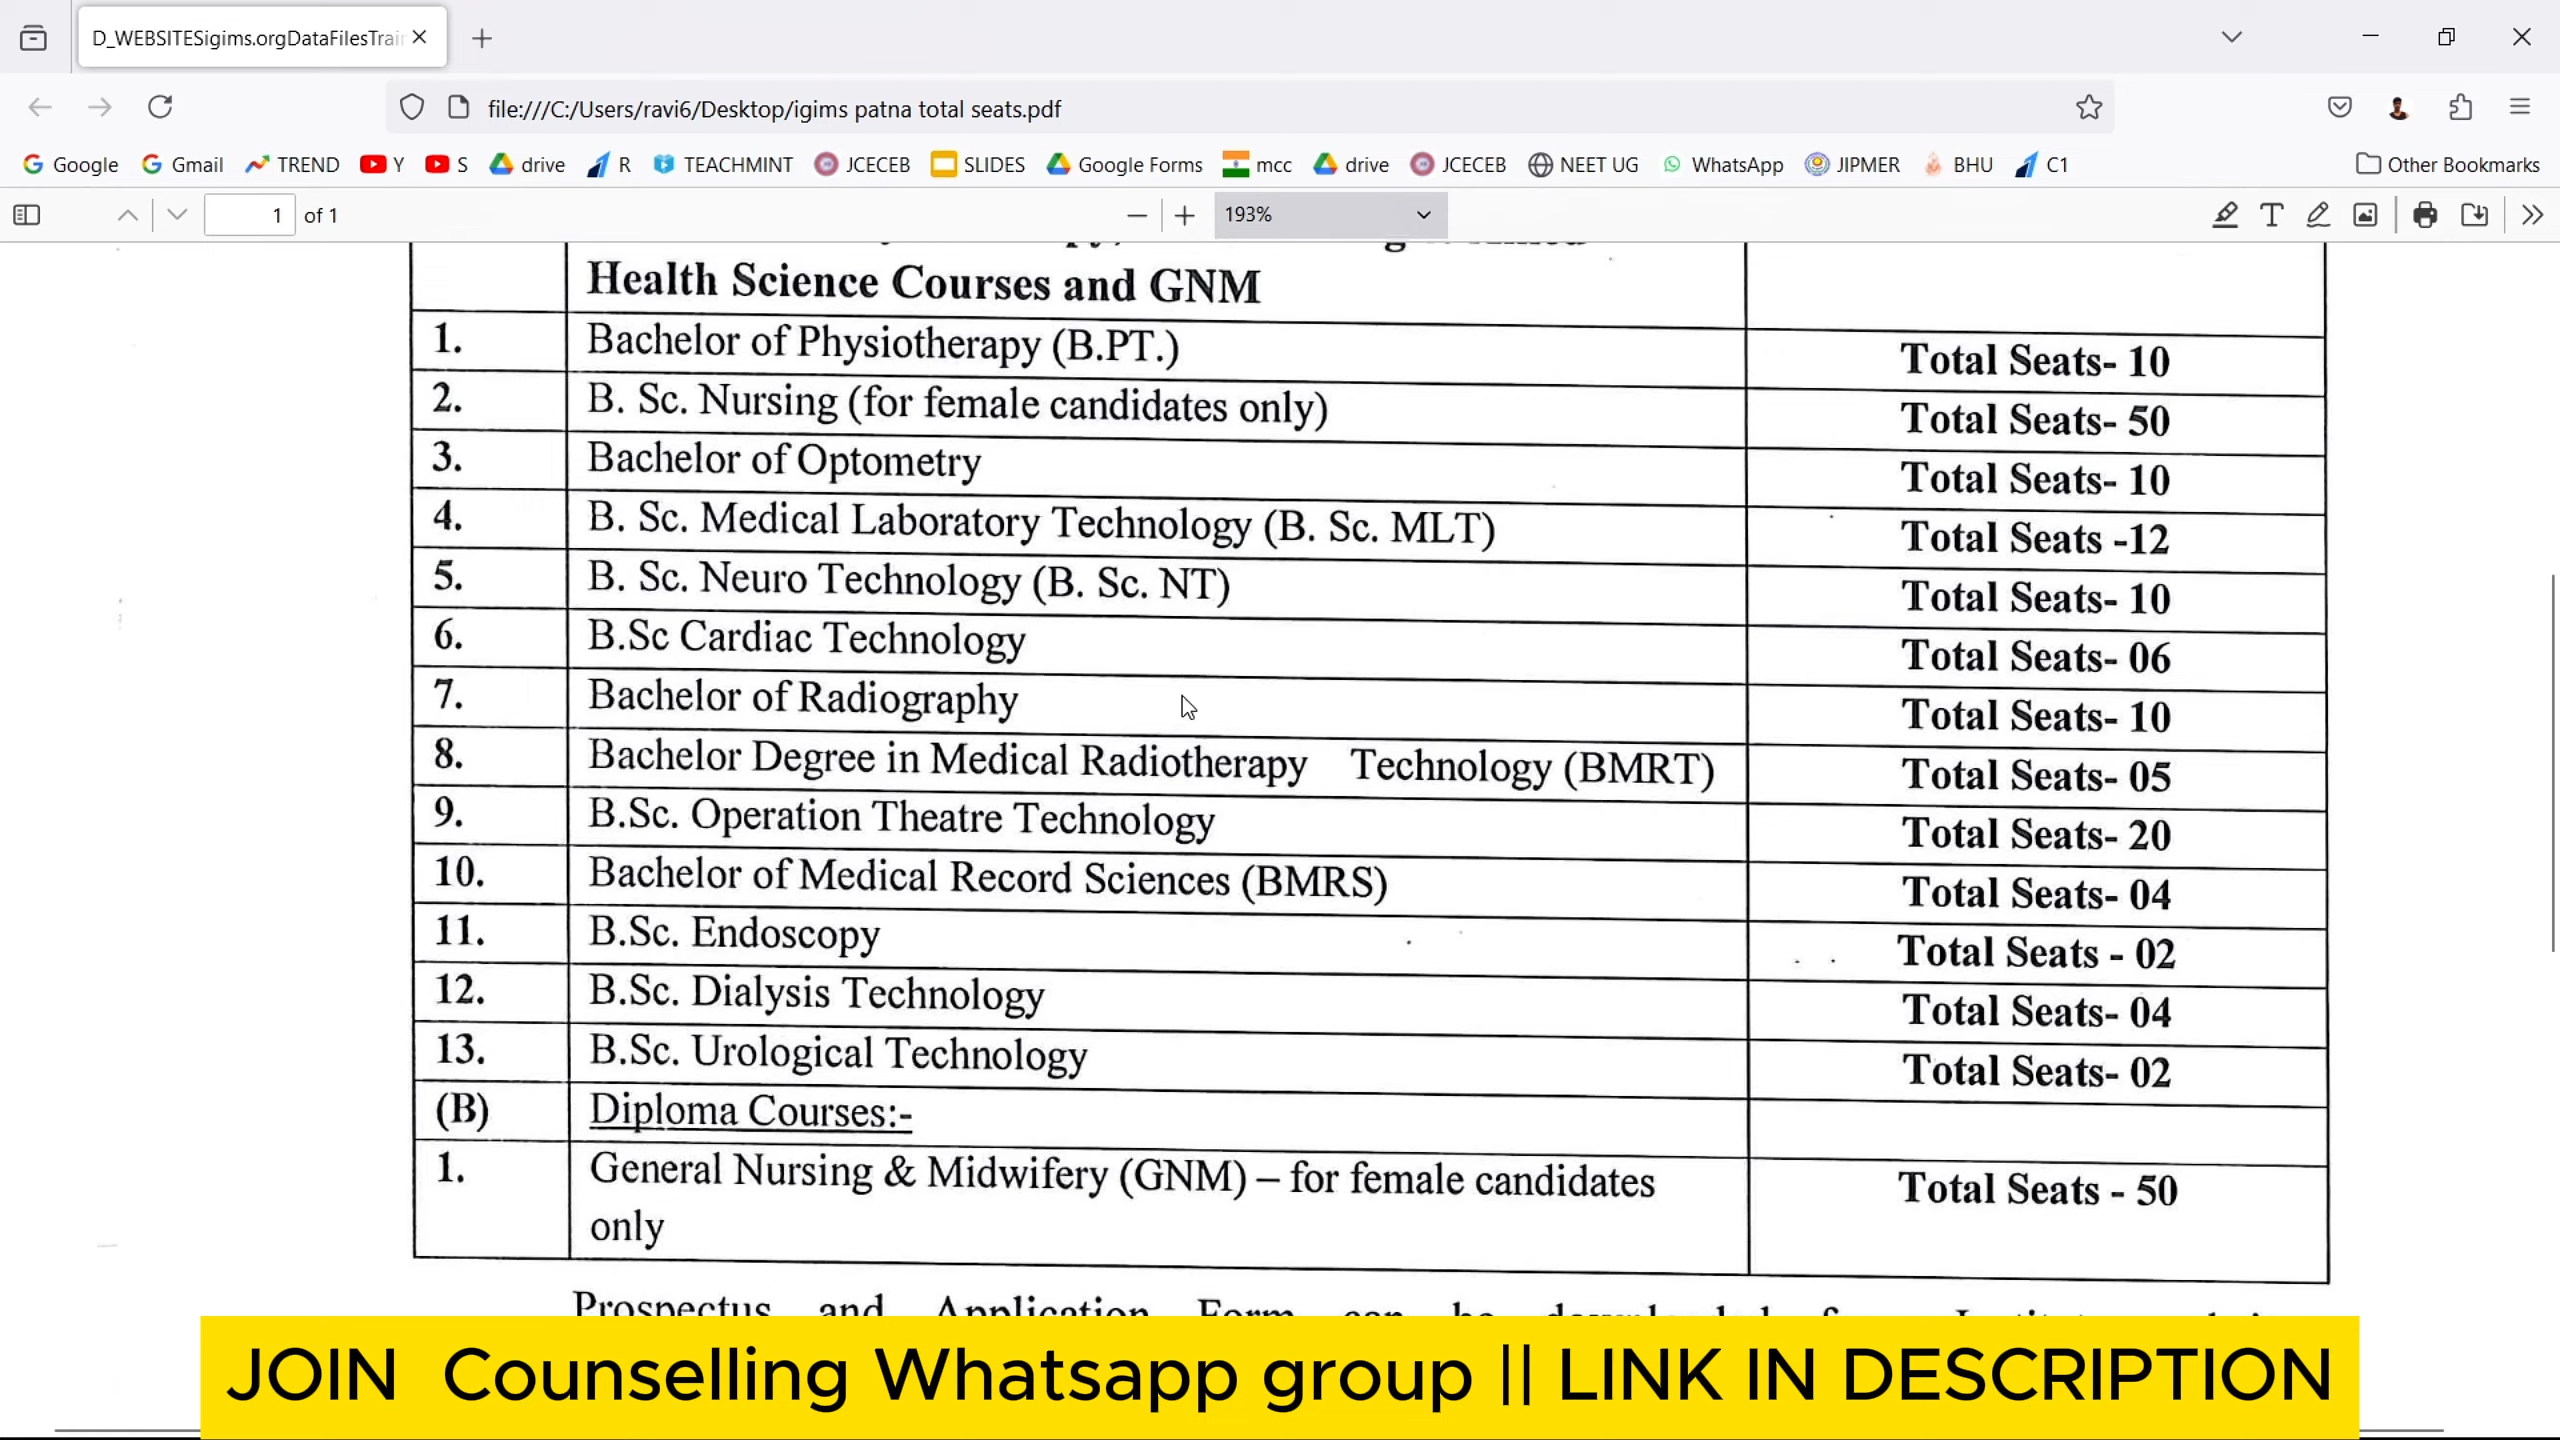 D_WEBSITESigims.orgDataFilesTrain
file:///C:/Users/ravi6/Desktop/igims patna total seats.pdf
Google Gmail TREND Y S drive R TEACHMINT JCECEB SLIDES Google Forms mcc drive JCECEB NEET UG WhatsApp JIPMER BHU C1 Other Bookmarks
1 of 1 193%
Health Science Courses and GNM
1. Bachelor of Physiotherapy (B.PT.) Total Seats- 10
2. B. Sc. Nursing (for female candidates only) Total Seats- 50
3. Bachelor of Optometry Total Seats- 10
4. B. Sc. Medical Laboratory Technology (B. Sc. MLT) Total Seats -12
5. B. Sc. Neuro Technology (B. Sc. NT) Total Seats- 10
6. B.Sc Cardiac Technology Total Seats- 06
7. Bachelor of Radiography Total Seats- 10
8. Bachelor Degree in Medical Radiotherapy Technology (BMRT) Total Seats- 05
9. B.Sc. Operation Theatre Technology Total Seats- 20
10. Bachelor of Medical Record Sciences (BMRS) Total Seats- 04
11. B.Sc. Endoscopy Total Seats - 02
12. B.Sc. Dialysis Technology Total Seats- 04
13. B.Sc. Urological Technology Total Seats- 02
(B) Diploma Courses:-
1. General Nursing & Midwifery (GNM) – for female candidates Total Seats - 50
only
Prospectus and Application Form can be
JOIN Counselling Whatsapp group || LINK IN DESCRIPTION